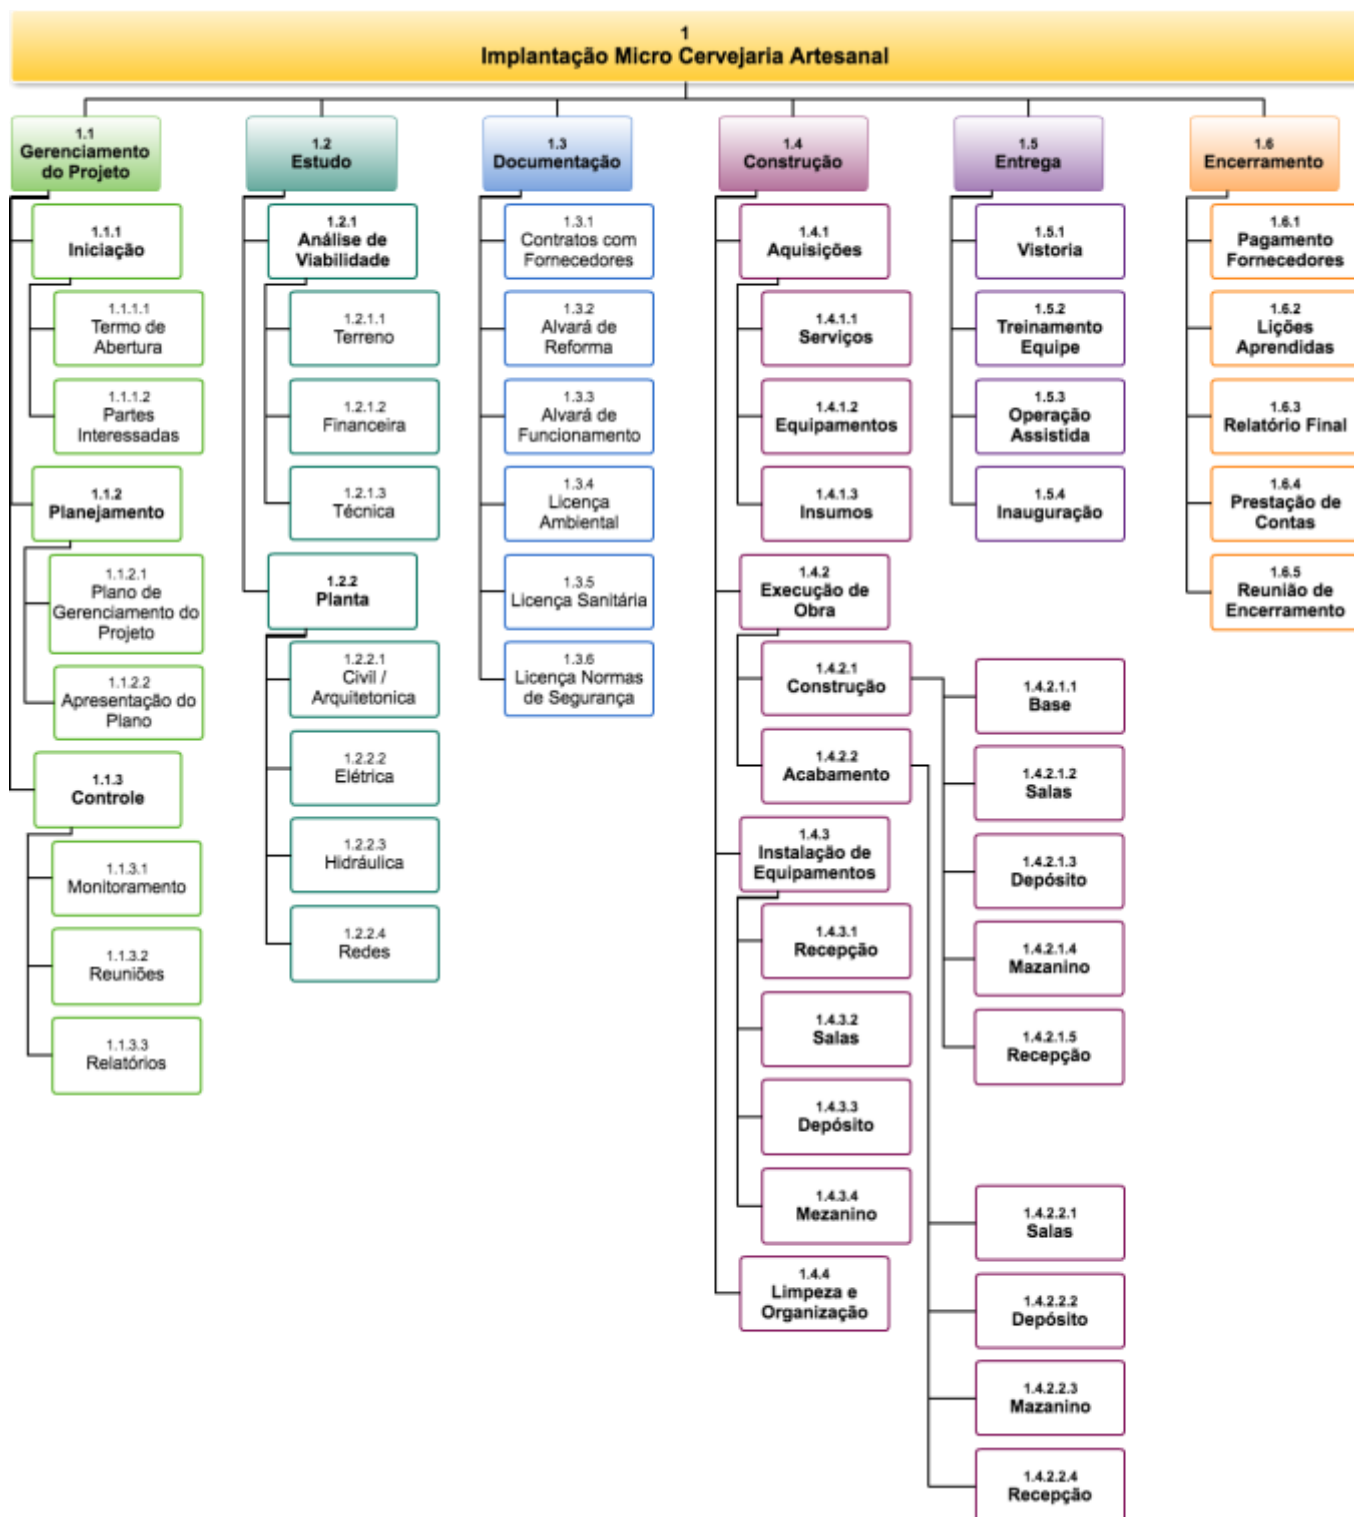 1
Implantação Micro Cervejaria Artesanal
1.1
Gerenciamento
do Projeto
1.1.1
Iniciação
1.1.1.1
Termo de
Abertura
1.1.1.2
Partes
Interessadas
1.1.2
Planejamento
1.1.2.1
Plano de
Gerenciamento do
Projeto
1.1.2.2
Apresentação do
Plano
1.1.3
Controle
1.1.3.1
Monitoramento
1.1.3.2
Reuniões
1.1.3.3
Relatórios
1.2
Estudo
1.2.1
Análise de
Viabilidade
1.2.1.1
Terreno
1.2.1.2
Financeira
1.2.1.3
Técnica
1.2.2
Planta
1.2.2.1
Civil /
Arquitetonica
1.2.2.2
Elétrica
1.2.2.3
Hidráulica
1.2.2.4
Redes
1.3
Documentação
1.3.1
Contratos com
Fornecedores
1.3.2
Alvará de
Reforma
1.3.3
Alvará de
Funcionamento
1.3.4
Licença
Ambiental
1.3.5
Licença Sanitária
1.3.6
Licença Normas
de Segurança
1.4
Construção
1.4.1
Aquisições
1.4.1.1
Serviços
1.4.1.2
Equipamentos
1.4.1.3
Insumos
1.4.2
Execução de
Obra
1.4.2.1
Construção
1.4.2.1.1
Base
1.4.2.1.2
Salas
1.4.2.1.3
Depósito
1.4.2.1.4
Mazanino
1.4.2.1.5
Recepção
1.4.2.2
Acabamento
1.4.2.2.1
Salas
1.4.2.2.2
Depósito
1.4.2.2.3
Mazanino
1.4.2.2.4
Recepção
1.4.3
Instalação de
Equipamentos
1.4.3.1
Recepção
1.4.3.2
Salas
1.4.3.3
Depósito
1.4.3.4
Mezanino
1.4.4
Limpeza e
Organização
1.5
Entrega
1.5.1
Vistoria
1.5.2
Treinamento
Equipe
1.5.3
Operação
Assistida
1.5.4
Inauguração
1.6
Encerramento
1.6.1
Pagamento
Fornecedores
1.6.2
Lições
Aprendidas
1.6.3
Relatório Final
1.6.4
Prestação de
Contas
1.6.5
Reunião de
Encerramento